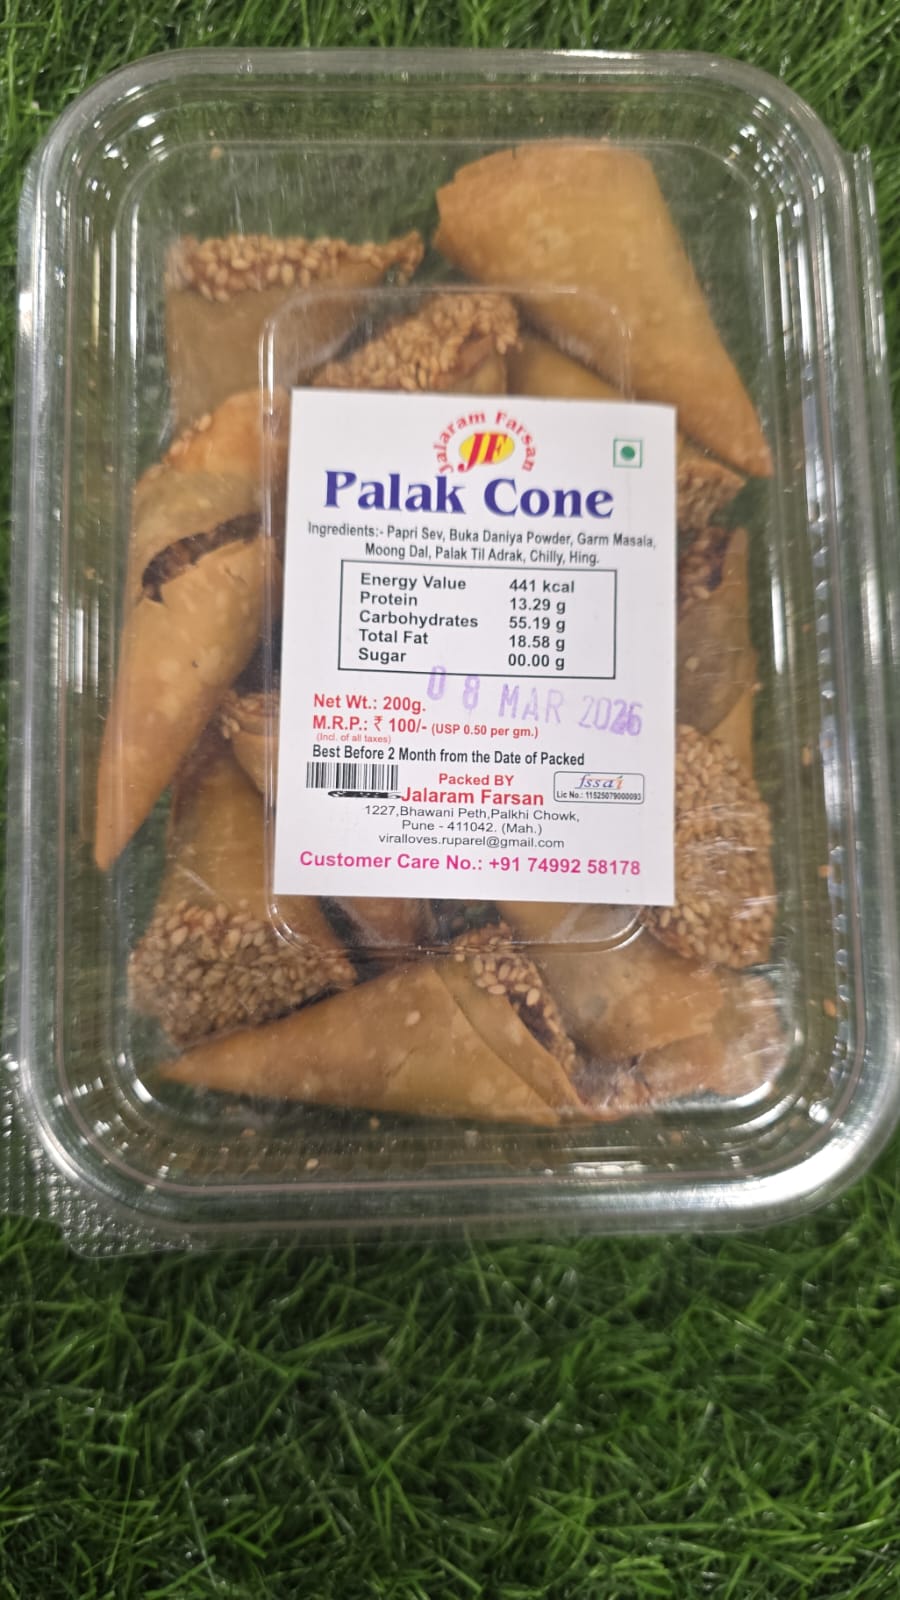 Jalaram Farsan
JF
Palak Cone
Ingredients:- Papri Sev, Buka Daniya Powder, Garm Masala,
Moong Dal, Palak Til Adrak, Chilly, Hing.
Energy Value 441 kcal
Protein 13.29 g
Carbohydrates 55.19 g
Total Fat 18.58 g
Sugar 00.00 g
08 MAR 2026
Net Wt.: 200g.
M.R.P.: ₹ 100/- (USP 0.50 per gm.)
(Incl. of all taxes)
Best Before 2 Month from the Date of Packed
Packed BY
Jalaram Farsan
fssai
Lic No.: 11525079000093
1227,Bhawani Peth,Palkhi Chowk,
Pune - 411042. (Mah.)
viralloves.ruparel@gmail.com
Customer Care No.: +91 74992 58178